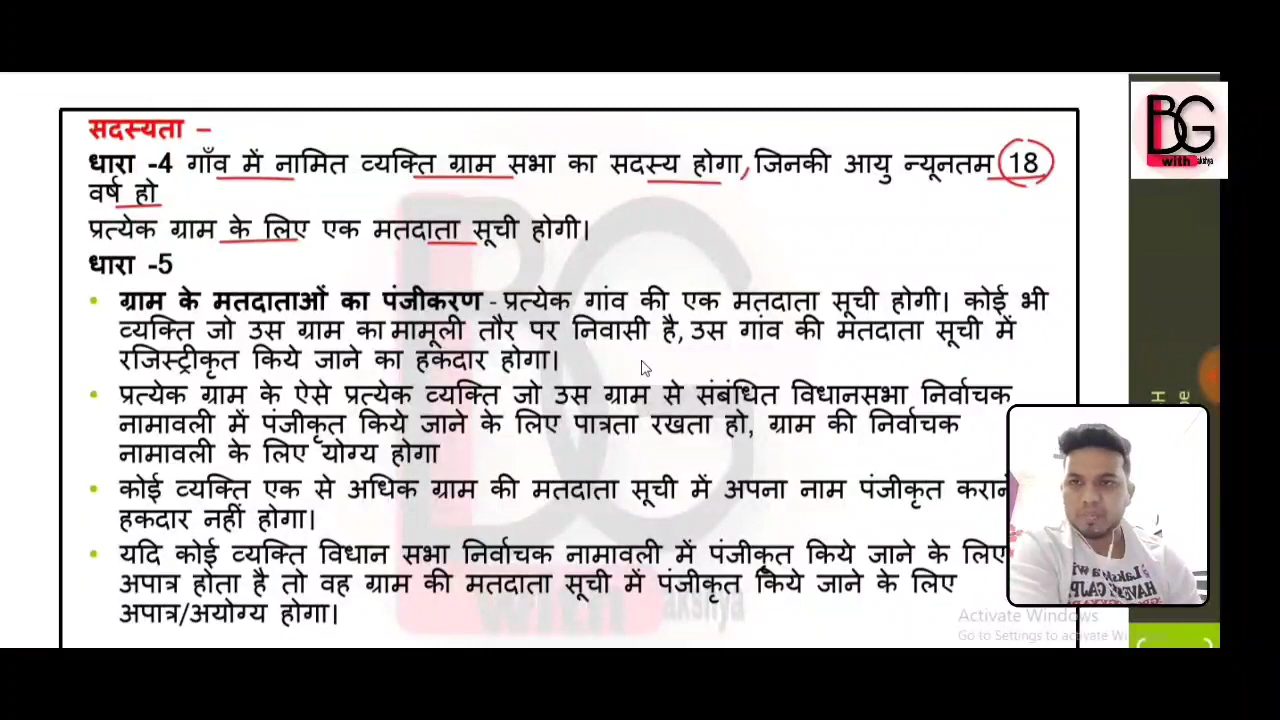 सदस्यता –
धारा -4 गाँव में नामित व्यक्ति ग्राम सभा का सदस्य होगा, जिनकी आयु न्यूनतम 18
वर्ष हो
प्रत्येक ग्राम के लिए एक मतदाता सूची होगी।
धारा -5
• ग्राम के मतदाताओं का पंजीकरण - प्रत्येक गांव की एक मतदाता सूची होगी। कोई भी
व्यक्ति जो उस ग्राम का मामूली तौर पर निवासी है, उस गांव की मतदाता सूची में
रजिस्ट्रीकृत किये जाने का हकदार होगा।
• प्रत्येक ग्राम के ऐसे प्रत्येक व्यक्ति जो उस ग्राम से संबंधित विधानसभा निर्वाचक
नामावली में पंजीकृत किये जाने के लिए पात्रता रखता हो, ग्राम की निर्वाचक
नामावली के लिए योग्य होगा
• कोई व्यक्ति एक से अधिक ग्राम की मतदाता सूची में अपना नाम पंजीकृत कराने
हकदार नहीं होगा।
• यदि कोई व्यक्ति विधान सभा निर्वाचक नामावली में पंजीकृत किये जाने के लिए
अपात्र होता है तो वह ग्राम की मतदाता सूची में पंजीकृत किये जाने के लिए
अपात्र/अयोग्य होगा।
BG
with akshya
Activate Windows
Go to Settings to activate